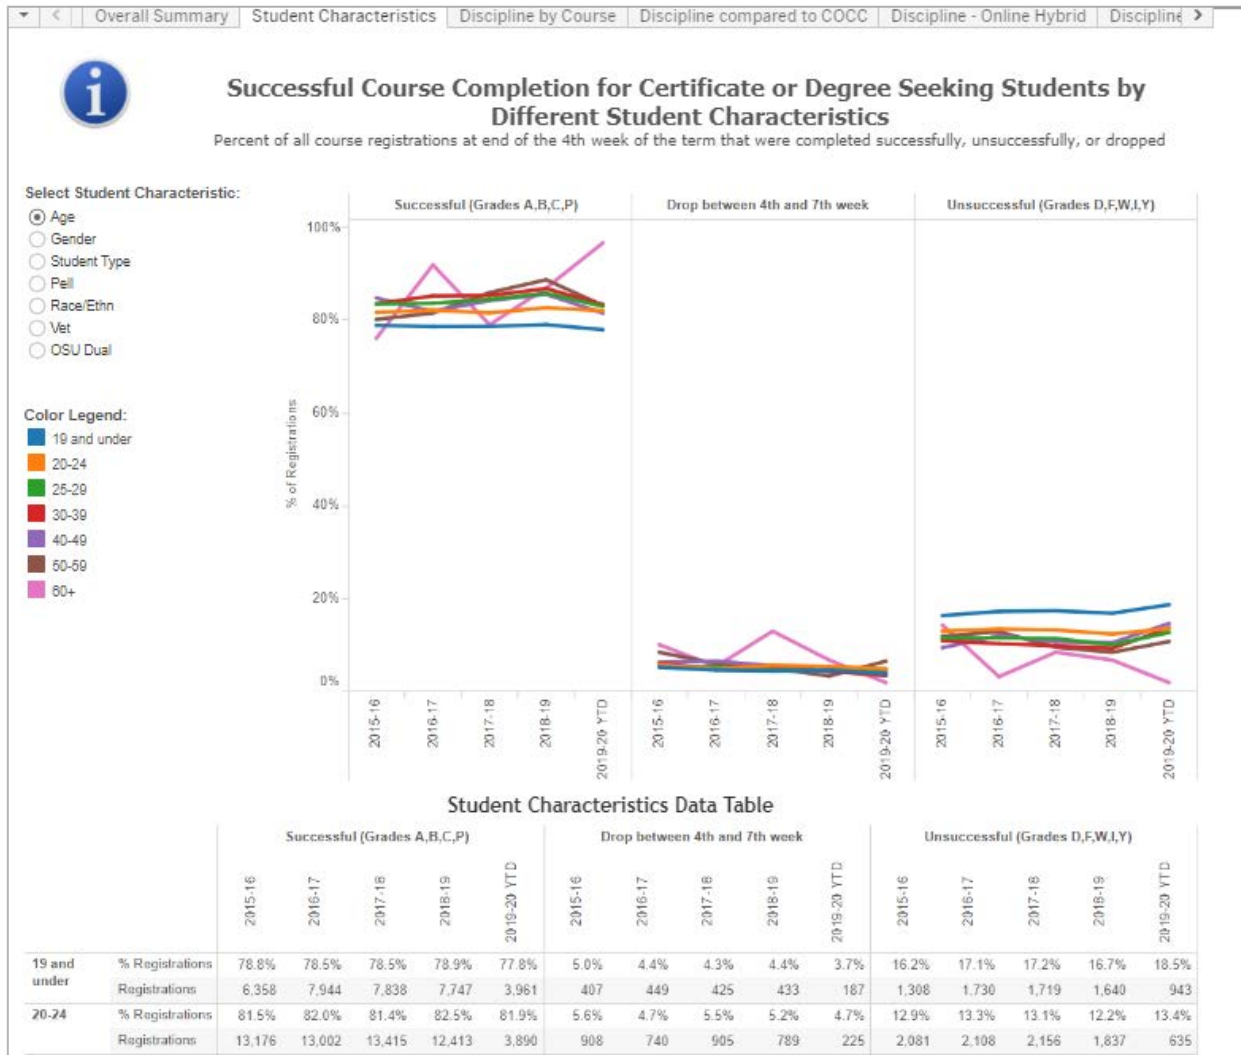 Overall Summary Student Characteristics Discipline by Course Discipline compared to COCC Discipline - Online Hybrid Discipline
i
Successful Course Completion for Certificate or Degree Seeking Students by
Different Student Characteristics
Percent of all course registrations at end of the 4th week of the term that were completed successfully, unsuccessfully, or dropped
Select Student Characteristic:
Age
Gender
Student Type
Pell
Race/Ethn
Vet
OSU Dual
Color Legend:
19 and under
20-24
25-29
30-39
40-49
50-59
60+
Successful (Grades A,B,C,P) Drop between 4th and 7th week Unsuccessful (Grades D,F,W,I,Y)
100%
80%
60%
40%
20%
0%
% of Registrations
2015-16 2016-17 2017-18 2018-19 2019-20 YTD 2015-16 2016-17 2017-18 2018-19 2019-20 YTD 2015-16 2016-17 2017-18 2018-19 2019-20 YTD
Student Characteristics Data Table
Successful (Grades A,B,C,P) Drop between 4th and 7th week Unsuccessful (Grades D,F,W,I,Y)
2015-16 2016-17 2017-18 2018-19 2019-20 YTD 2015-16 2016-17 2017-18 2018-19 2019-20 YTD 2015-16 2016-17 2017-18 2018-19 2019-20 YTD
19 and under % Registrations 78.8% 78.5% 78.5% 78.9% 77.8% 5.0% 4.4% 4.3% 4.4% 3.7% 16.2% 17.1% 17.2% 16.7% 18.5%
Registrations 6,358 7,944 7,838 7,747 3,961 407 449 425 433 187 1,308 1,730 1,719 1,640 943
20-24 % Registrations 81.5% 82.0% 81.4% 82.5% 81.9% 5.6% 4.7% 5.5% 5.2% 4.7% 12.9% 13.3% 13.1% 12.2% 13.4%
Registrations 13,176 13,002 13,415 12,413 3,890 908 740 905 789 225 2,081 2,108 2,156 1,837 635